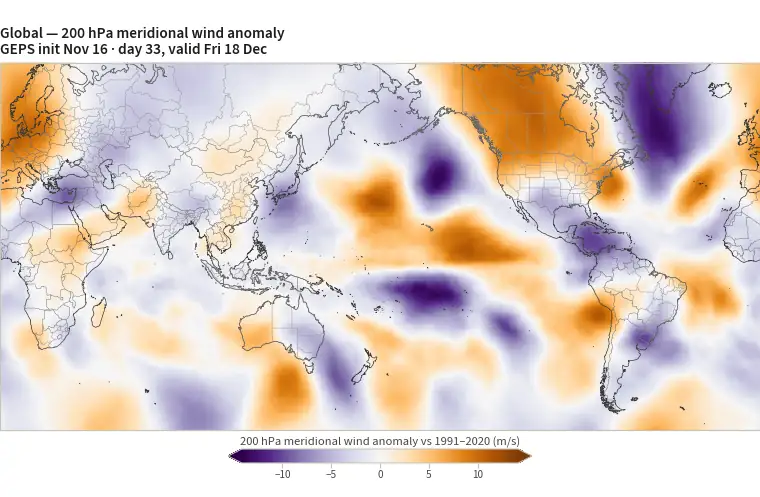 Global — 200 hPa meridional wind anomaly
GEPS init Nov 16 · day 33, valid Fri 18 Dec
200 hPa meridional wind anomaly vs 1991–2020 (m/s)
−10 −5 0 5 10